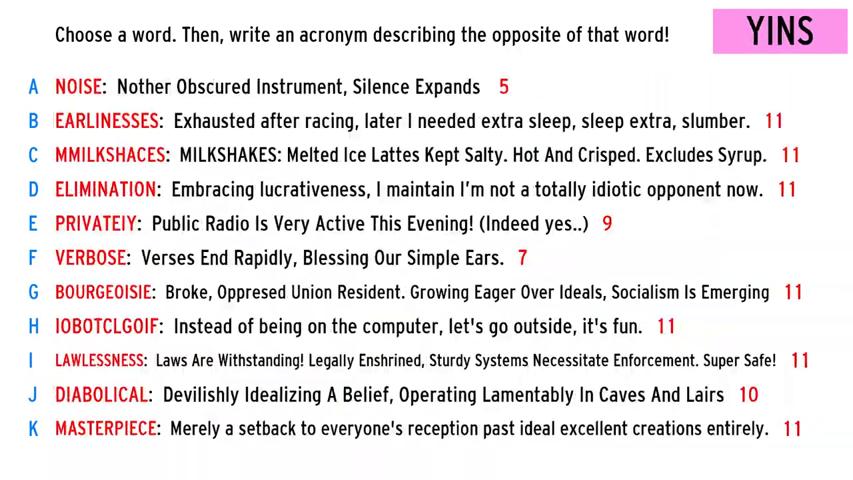 Choose a word. Then, write an acronym describing the opposite of that word!
YINS
A NOISE: Nother Obscured Instrument, Silence Expands 5
B EARLINESSES: Exhausted after racing, later I needed extra sleep, sleep extra, slumber. 11
C MMILKSHACES: MILKSHAKES: Melted Ice Lattes Kept Salty. Hot And Crisped. Excludes Syrup. 11
D ELIMINATION: Embracing lucrativeness, I maintain I'm not a totally idiotic opponent now. 11
E PRIVATEIY: Public Radio Is Very Active This Evening! (Indeed yes..) 9
F VERBOSE: Verses End Rapidly, Blessing Our Simple Ears. 7
G BOURGEOISIE: Broke, Oppresed Union Resident. Growing Eager Over Ideals, Socialism Is Emerging 11
H IOBOTCLGOIF: Instead of being on the computer, let's go outside, it's fun. 11
I LAWLESSNESS: Laws Are Withstanding! Legally Enshrined, Sturdy Systems Necessitate Enforcement. Super Safe! 11
J DIABOLICAL: Devilishly Idealizing A Belief, Operating Lamentably In Caves And Lairs 10
K MASTERPIECE: Merely a setback to everyone's reception past ideal excellent creations entirely. 11